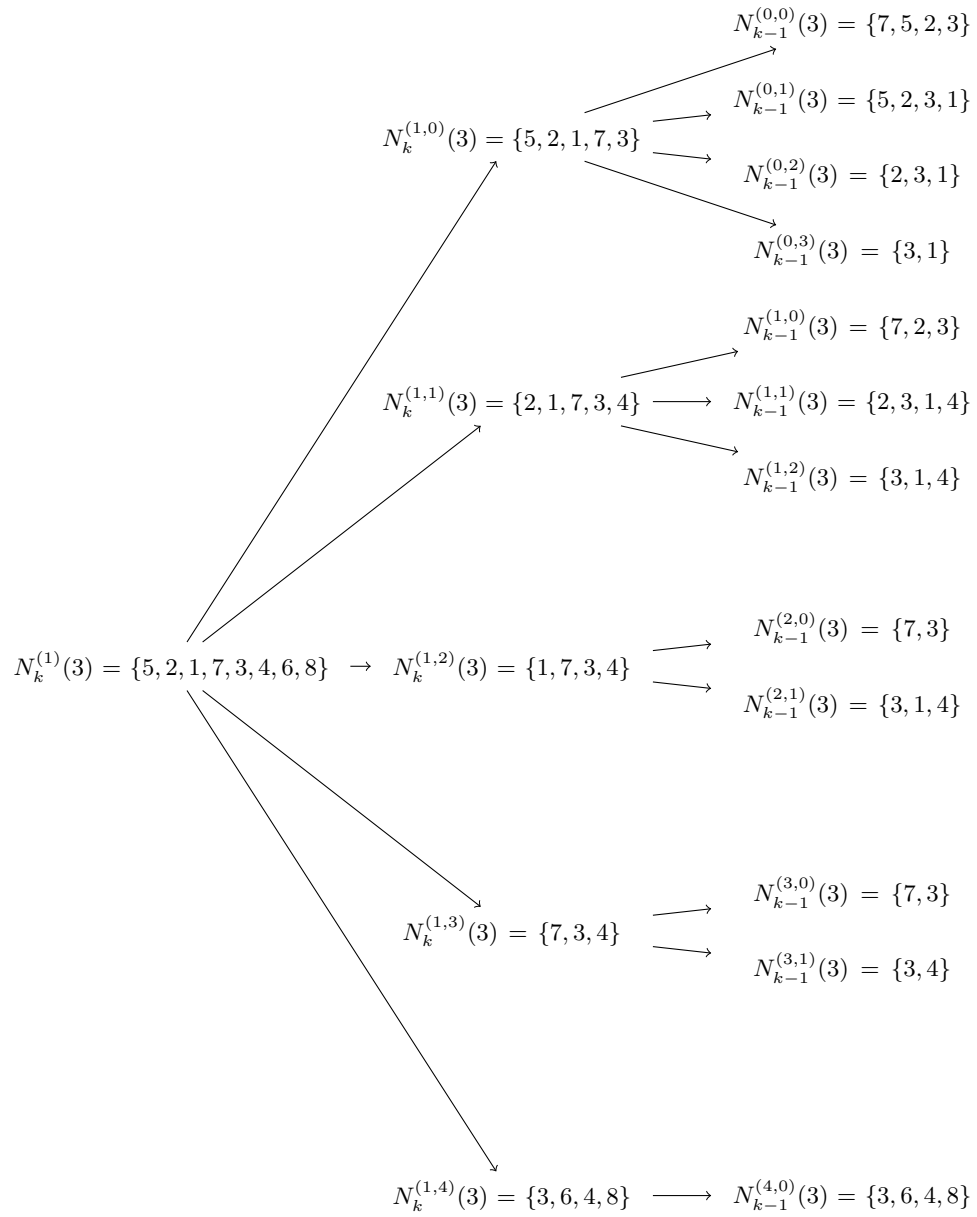 N_{k-1}^{(0,0)}(3) = {7, 5, 2, 3}
N_{k-1}^{(0,1)}(3) = {5, 2, 3, 1}
N_k^{(1,0)}(3) = {5, 2, 1, 7, 3}
N_{k-1}^{(0,2)}(3) = {2, 3, 1}
N_{k-1}^{(0,3)}(3) = {3, 1}
N_{k-1}^{(1,0)}(3) = {7, 2, 3}
N_k^{(1,1)}(3) = {2, 1, 7, 3, 4}
N_{k-1}^{(1,1)}(3) = {2, 3, 1, 4}
N_{k-1}^{(1,2)}(3) = {3, 1, 4}
N_{k-1}^{(2,0)}(3) = {7, 3}
N_k^{(1)}(3) = {5, 2, 1, 7, 3, 4, 6, 8}
N_k^{(1,2)}(3) = {1, 7, 3, 4}
N_{k-1}^{(2,1)}(3) = {3, 1, 4}
N_{k-1}^{(3,0)}(3) = {7, 3}
N_k^{(1,3)}(3) = {7, 3, 4}
N_{k-1}^{(3,1)}(3) = {3, 4}
N_k^{(1,4)}(3) = {3, 6, 4, 8}
N_{k-1}^{(4,0)}(3) = {3, 6, 4, 8}